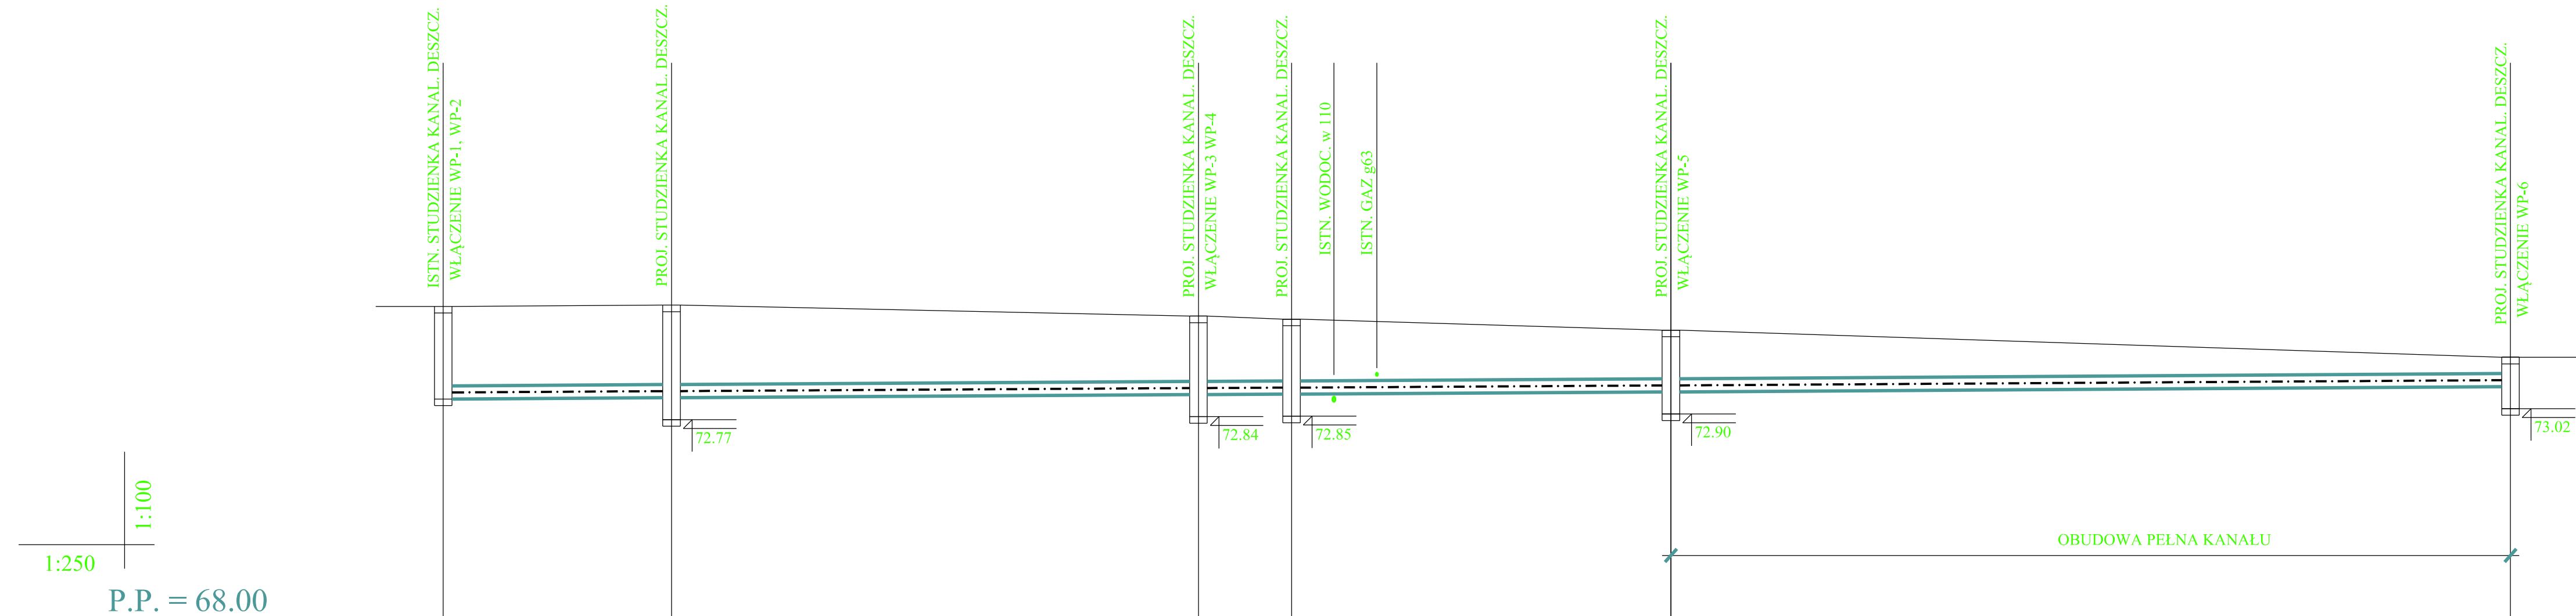 ISTN. STUDZIENKA KANAL. DESZCZ.
WŁĄCZENIE WP-1, WP-2
PROJ. STUDZIENKA KANAL. DESZCZ.
PROJ. STUDZIENKA KANAL. DESZCZ.
WŁĄCZENIE WP-3 WP-4
PROJ. STUDZIENKA KANAL. DESZCZ.
ISTN. WODOC. w 110
ISTN. GAZ g63
PROJ. STUDZIENKA KANAL. DESZCZ.
WŁĄCZENIE WP-5
PROJ. STUDZIENKA KANAL. DESZCZ.
WŁĄCZENIE WP-6
72.77
72.84
72.85
72.90
73.02
1:100
1:250
OBUDOWA PEŁNA KANAŁU
P.P. = 68.00